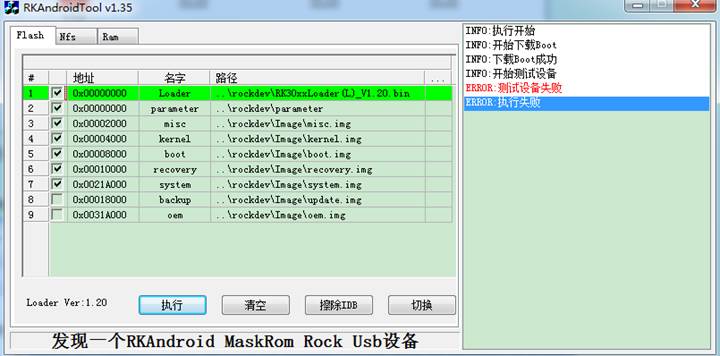 RKAndroidTool v1.35
Flash Nfs Ram
# 地址 名字 路径 ...
1 0x00000000 Loader ..\rockdev\RK30xxLoader(L)_V1.20.bin
2 0x00000000 parameter ..\rockdev\parameter
3 0x00002000 misc ..\rockdev\Image\misc.img
4 0x00004000 kernel ..\rockdev\Image\kernel.img
5 0x00008000 boot ..\rockdev\Image\boot.img
6 0x00010000 recovery ..\rockdev\Image\recovery.img
7 0x0021A000 system ..\rockdev\Image\system.img
8 0x00018000 backup ..\rockdev\Image\update.img
9 0x0031A000 oem ..\rockdev\Image\oem.img
Loader Ver:1.20 执行 清空 擦除IDB 切换
发现一个RKAndroid MaskRom Rock Usb设备
INFO:执行开始
INFO:开始下载Boot
INFO:下载Boot成功
INFO:开始测试设备
ERROR:测试设备失败
ERROR:执行失败